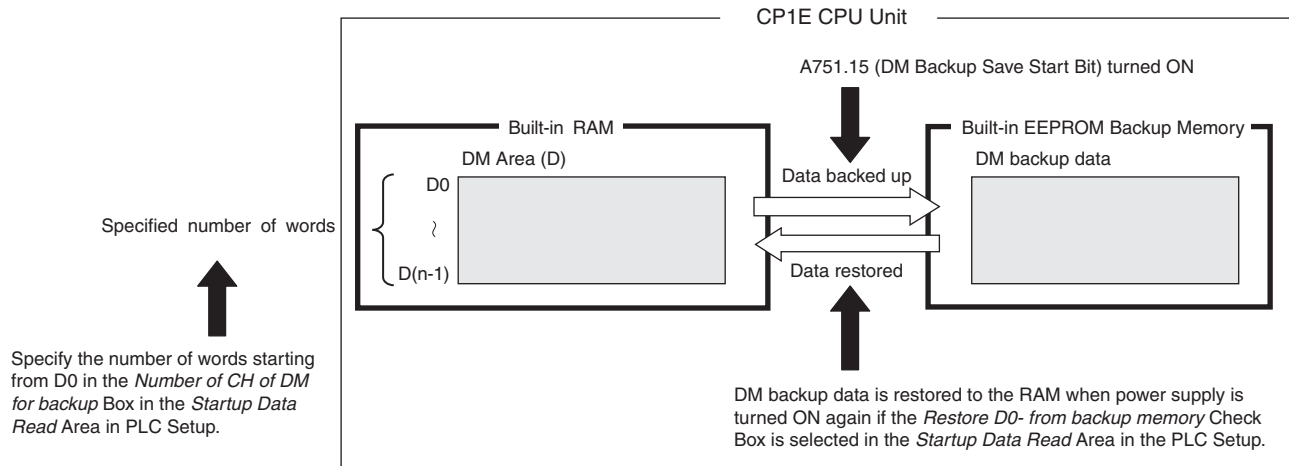 CP1E CPU Unit
A751.15 (DM Backup Save Start Bit) turned ON
Built-in RAM
Built-in EEPROM Backup Memory
DM Area (D)
DM backup data
Data backed up
D0
Specified number of words
~
D(n-1)
Data restored
Specify the number of words starting
from D0 in the Number of CH of DM
for backup Box in the Startup Data
Read Area in PLC Setup.
DM backup data is restored to the RAM when power supply is
turned ON again if the Restore D0- from backup memory Check
Box is selected in the Startup Data Read Area in the PLC Setup.